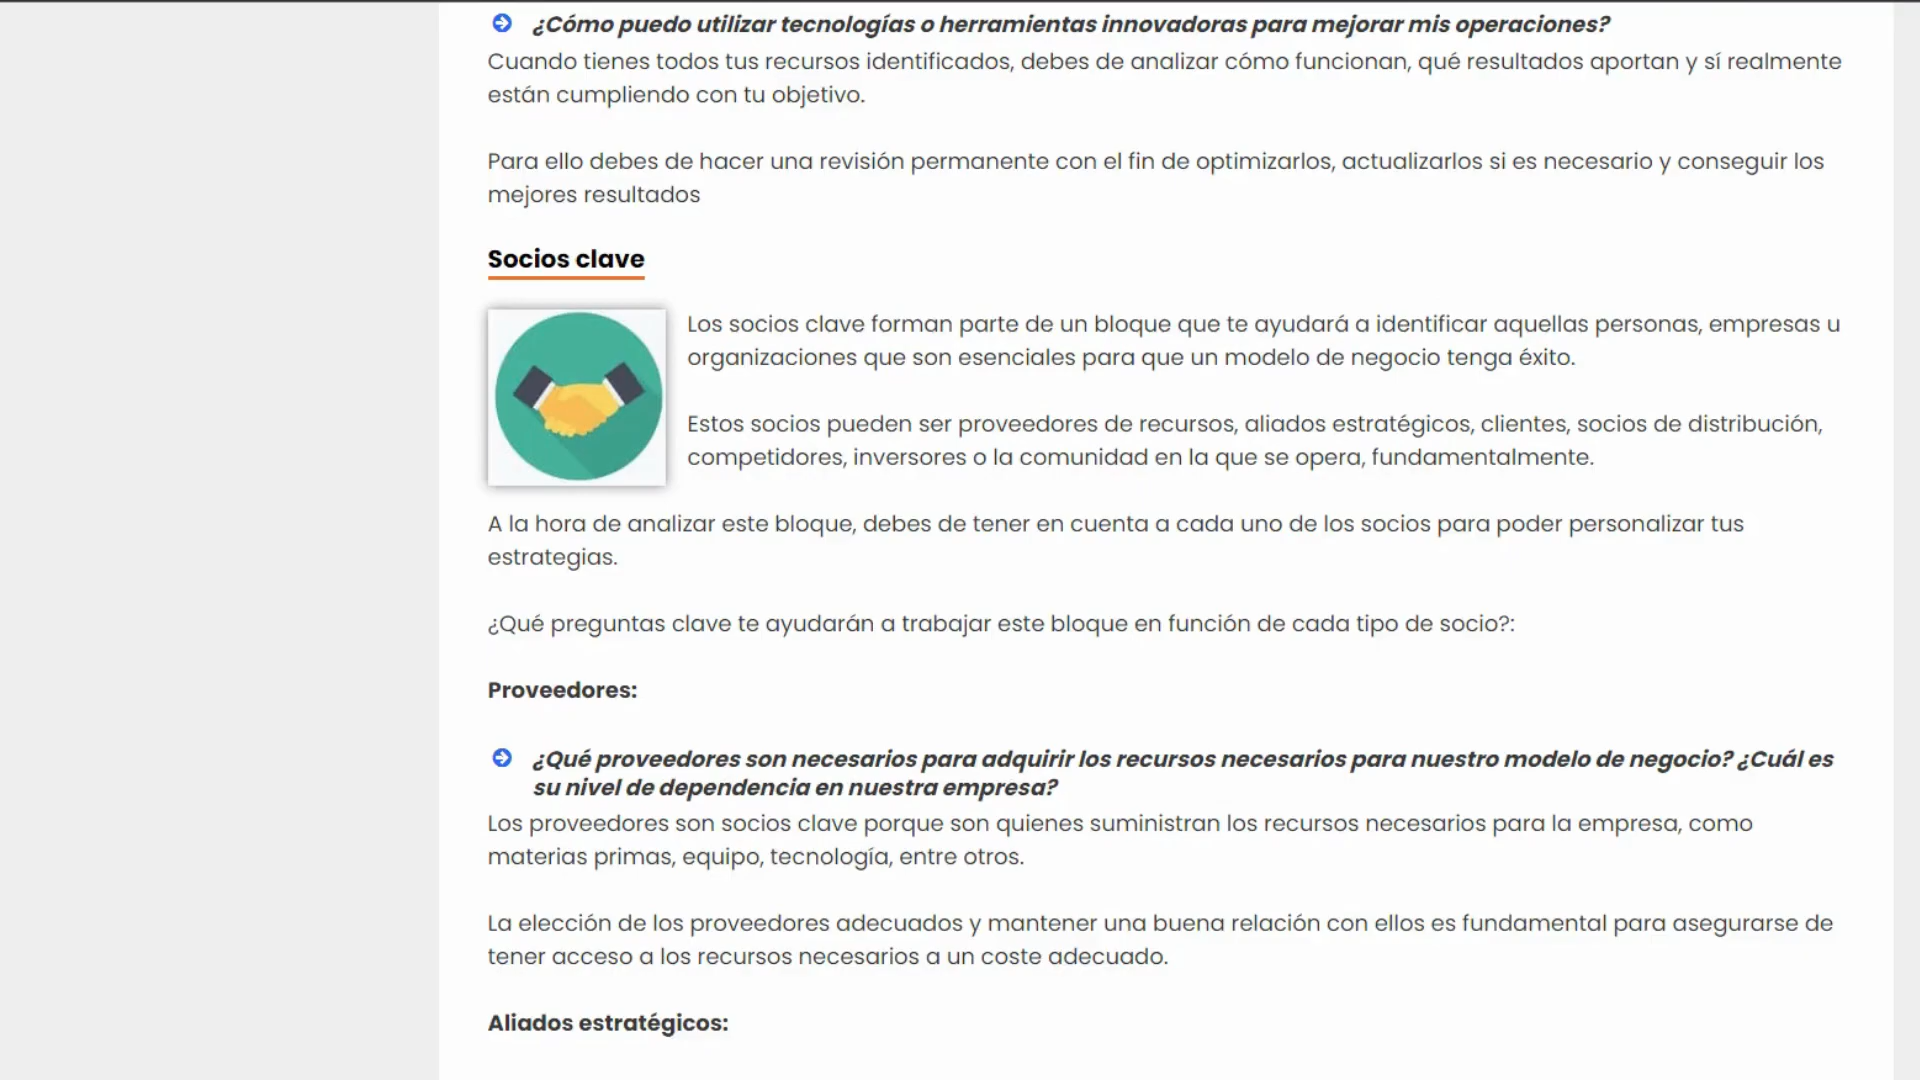 ¿Cómo puedo utilizar tecnologías o herramientas innovadoras para mejorar mis operaciones?
Cuando tienes todos tus recursos identificados, debes de analizar cómo funcionan, qué resultados aportan y sí realmente
están cumpliendo con tu objetivo.
Para ello debes de hacer una revisión permanente con el fin de optimizarlos, actualizarlos si es necesario y conseguir los
mejores resultados
Socios clave
Los socios clave forman parte de un bloque que te ayudará a identificar aquellas personas, empresas u
organizaciones que son esenciales para que un modelo de negocio tenga éxito.
Estos socios pueden ser proveedores de recursos, aliados estratégicos, clientes, socios de distribución,
competidores, inversores o la comunidad en la que se opera, fundamentalmente.
A la hora de analizar este bloque, debes de tener en cuenta a cada uno de los socios para poder personalizar tus
estrategias.
¿Qué preguntas clave te ayudarán a trabajar este bloque en función de cada tipo de socio?:
Proveedores:
¿Qué proveedores son necesarios para adquirir los recursos necesarios para nuestro modelo de negocio? ¿Cuál es
su nivel de dependencia en nuestra empresa?
Los proveedores son socios clave porque son quienes suministran los recursos necesarios para la empresa, como
materias primas, equipo, tecnología, entre otros.
La elección de los proveedores adecuados y mantener una buena relación con ellos es fundamental para asegurarse de
tener acceso a los recursos necesarios a un coste adecuado.
Aliados estratégicos: